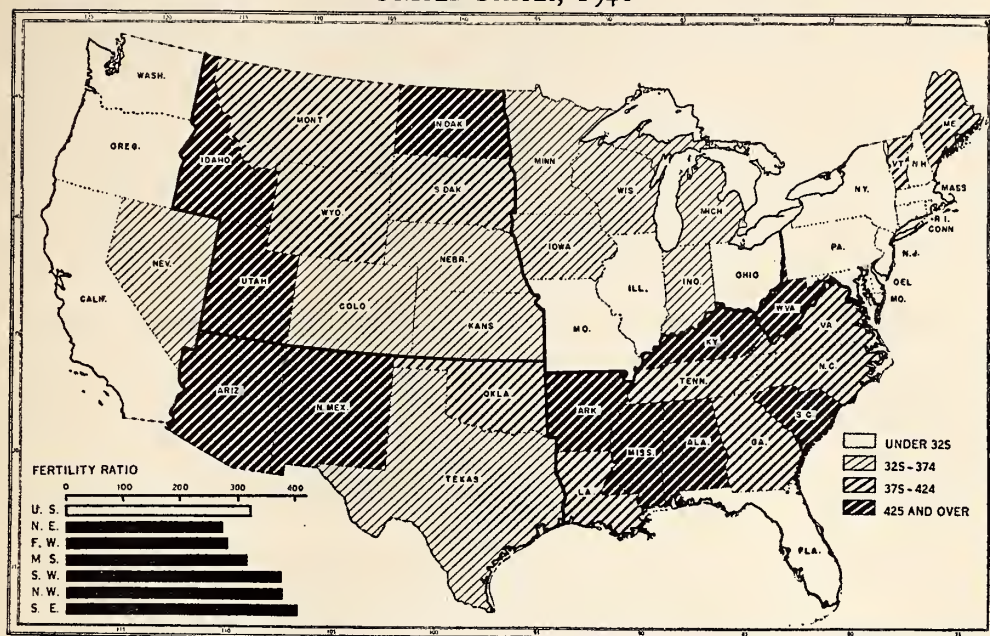 UNITED STATES,
WASH.
OREG.
CALIF.
NEV.
IDAHO
MONT
WYO.
UTAH
COLO
ARIZ
N.MEX.
N.DAK
S.DAK
NEBR.
KANS
OKLA.
TEXAS
MINN
IOWA
MO.
ARK
LA.
WIS
ILL.
MICH
IND.
OHIO
KY.
TENN.
MISS.
ALA.
GA.
FLA.
S.C.
N.C.
VA
W.VA
PA.
N.Y.
VT
N H
ME
MASS
R I.
CONN
N.J.
DEL
MD.
FERTILITY RATIO
0 100 200 300 400
U. S.
N. E.
F. W.
M S.
S. W.
N. W.
S. E.
UNDER 325
325-374
375-424
425 AND OVER